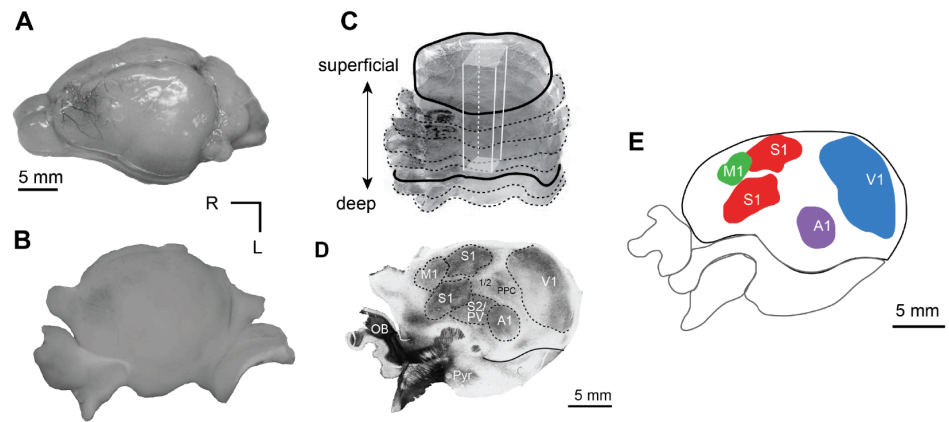 A
5 mm
R
L
B
C
superficial
deep
D
M1
S1
S1
1/2
PPC
V1
S2/
PV
A1
OB
Pyr
5 mm
E
S1
M1
S1
V1
A1
5 mm